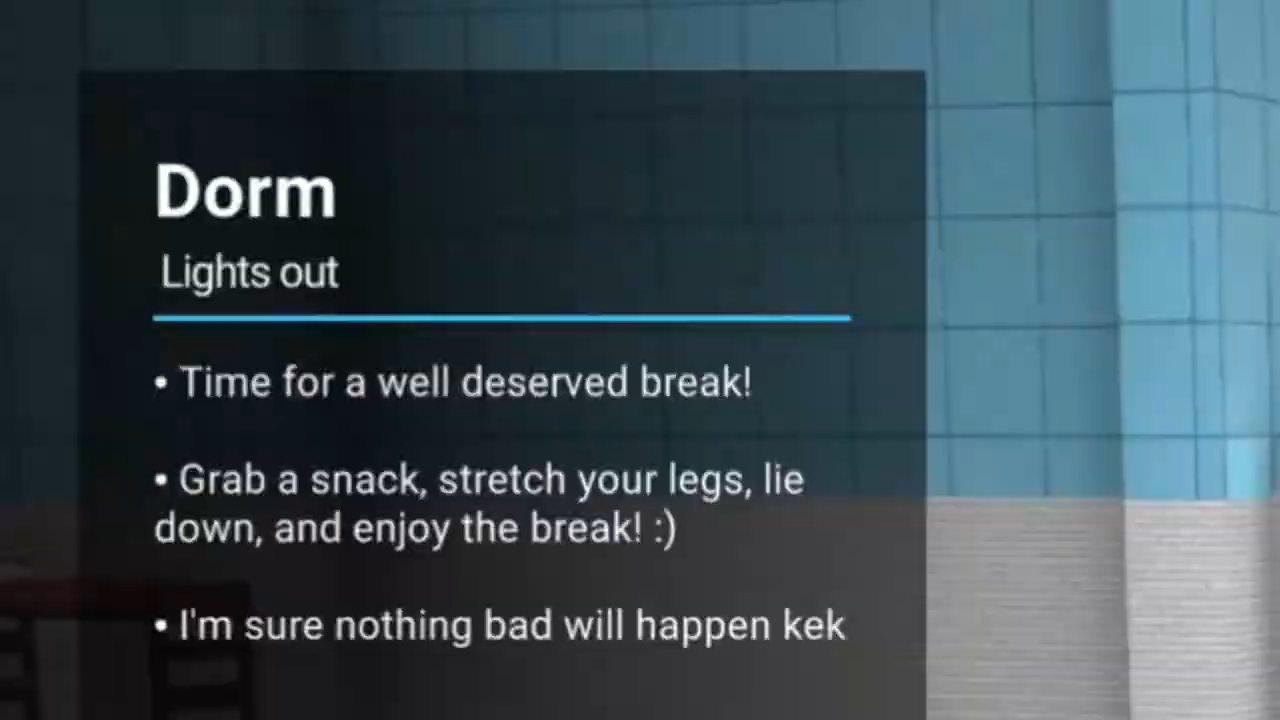 Dorm
Lights out
• Time for a well deserved break!
• Grab a snack, stretch your legs, lie
down, and enjoy the break! :)
• I'm sure nothing bad will happen kek